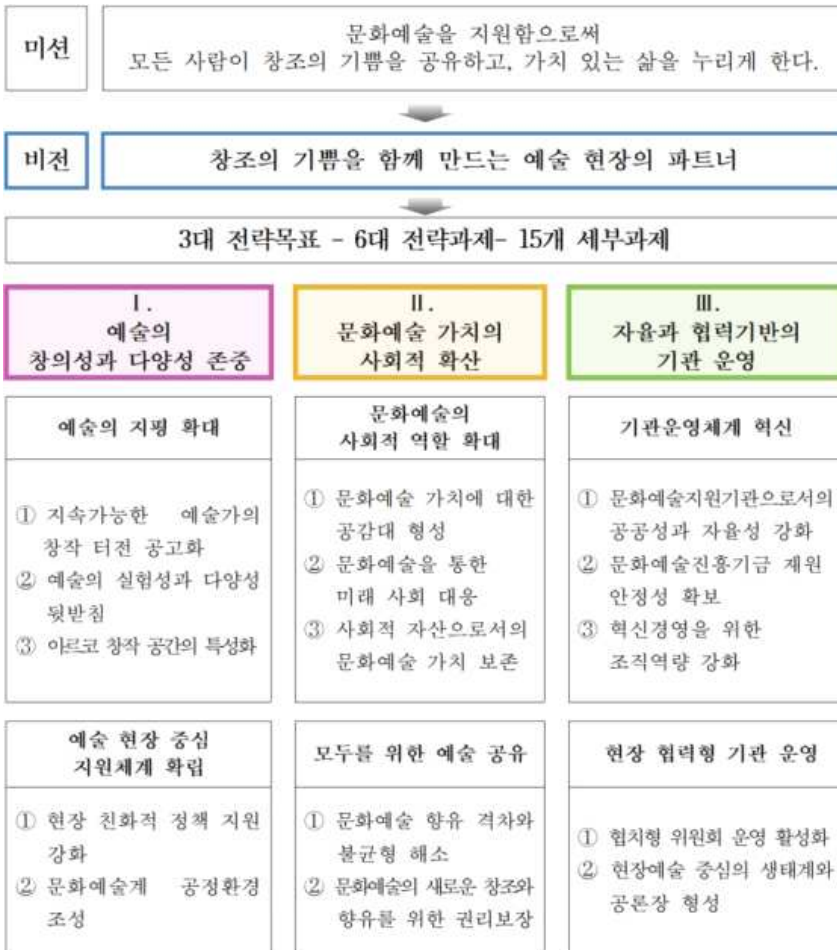 미션
문화예술을 지원함으로써
모든 사람이 창조의 기쁨을 공유하고, 가치 있는 삶을 누리게 한다.
비전
창조의 기쁨을 함께 만드는 예술 현장의 파트너
3대 전략목표 - 6대 전략과제- 15개 세부과제
Ⅰ.
예술의
창의성과 다양성 존중
Ⅱ.
문화예술 가치의
사회적 확산
Ⅲ.
자율과 협력기반의
기관 운영
예술의 지평 확대
① 지속가능한 예술가의
창작 터전 공고화
② 예술의 실험성과 다양성
뒷받침
③ 아르코 창작 공간의 특성화
문화예술의
사회적 역할 확대
① 문화예술 가치에 대한
공감대 형성
② 문화예술을 통한
미래 사회 대응
③ 사회적 자산으로서의
문화예술 가치 보존
기관운영체계 혁신
① 문화예술지원기관으로서의
공공성과 자율성 강화
② 문화예술진흥기금 재원
안정성 확보
③ 혁신경영을 위한
조직역량 강화
예술 현장 중심
지원체계 확립
① 현장 친화적 정책 지원
강화
② 문화예술계 공정환경
조성
모두를 위한 예술 공유
① 문화예술 향유 격차와
불균형 해소
② 문화예술의 새로운 창조와
향유를 위한 권리보장
현장 협력형 기관 운영
① 협치형 위원회 운영 활성화
② 현장예술 중심의 생태계와
공론장 형성